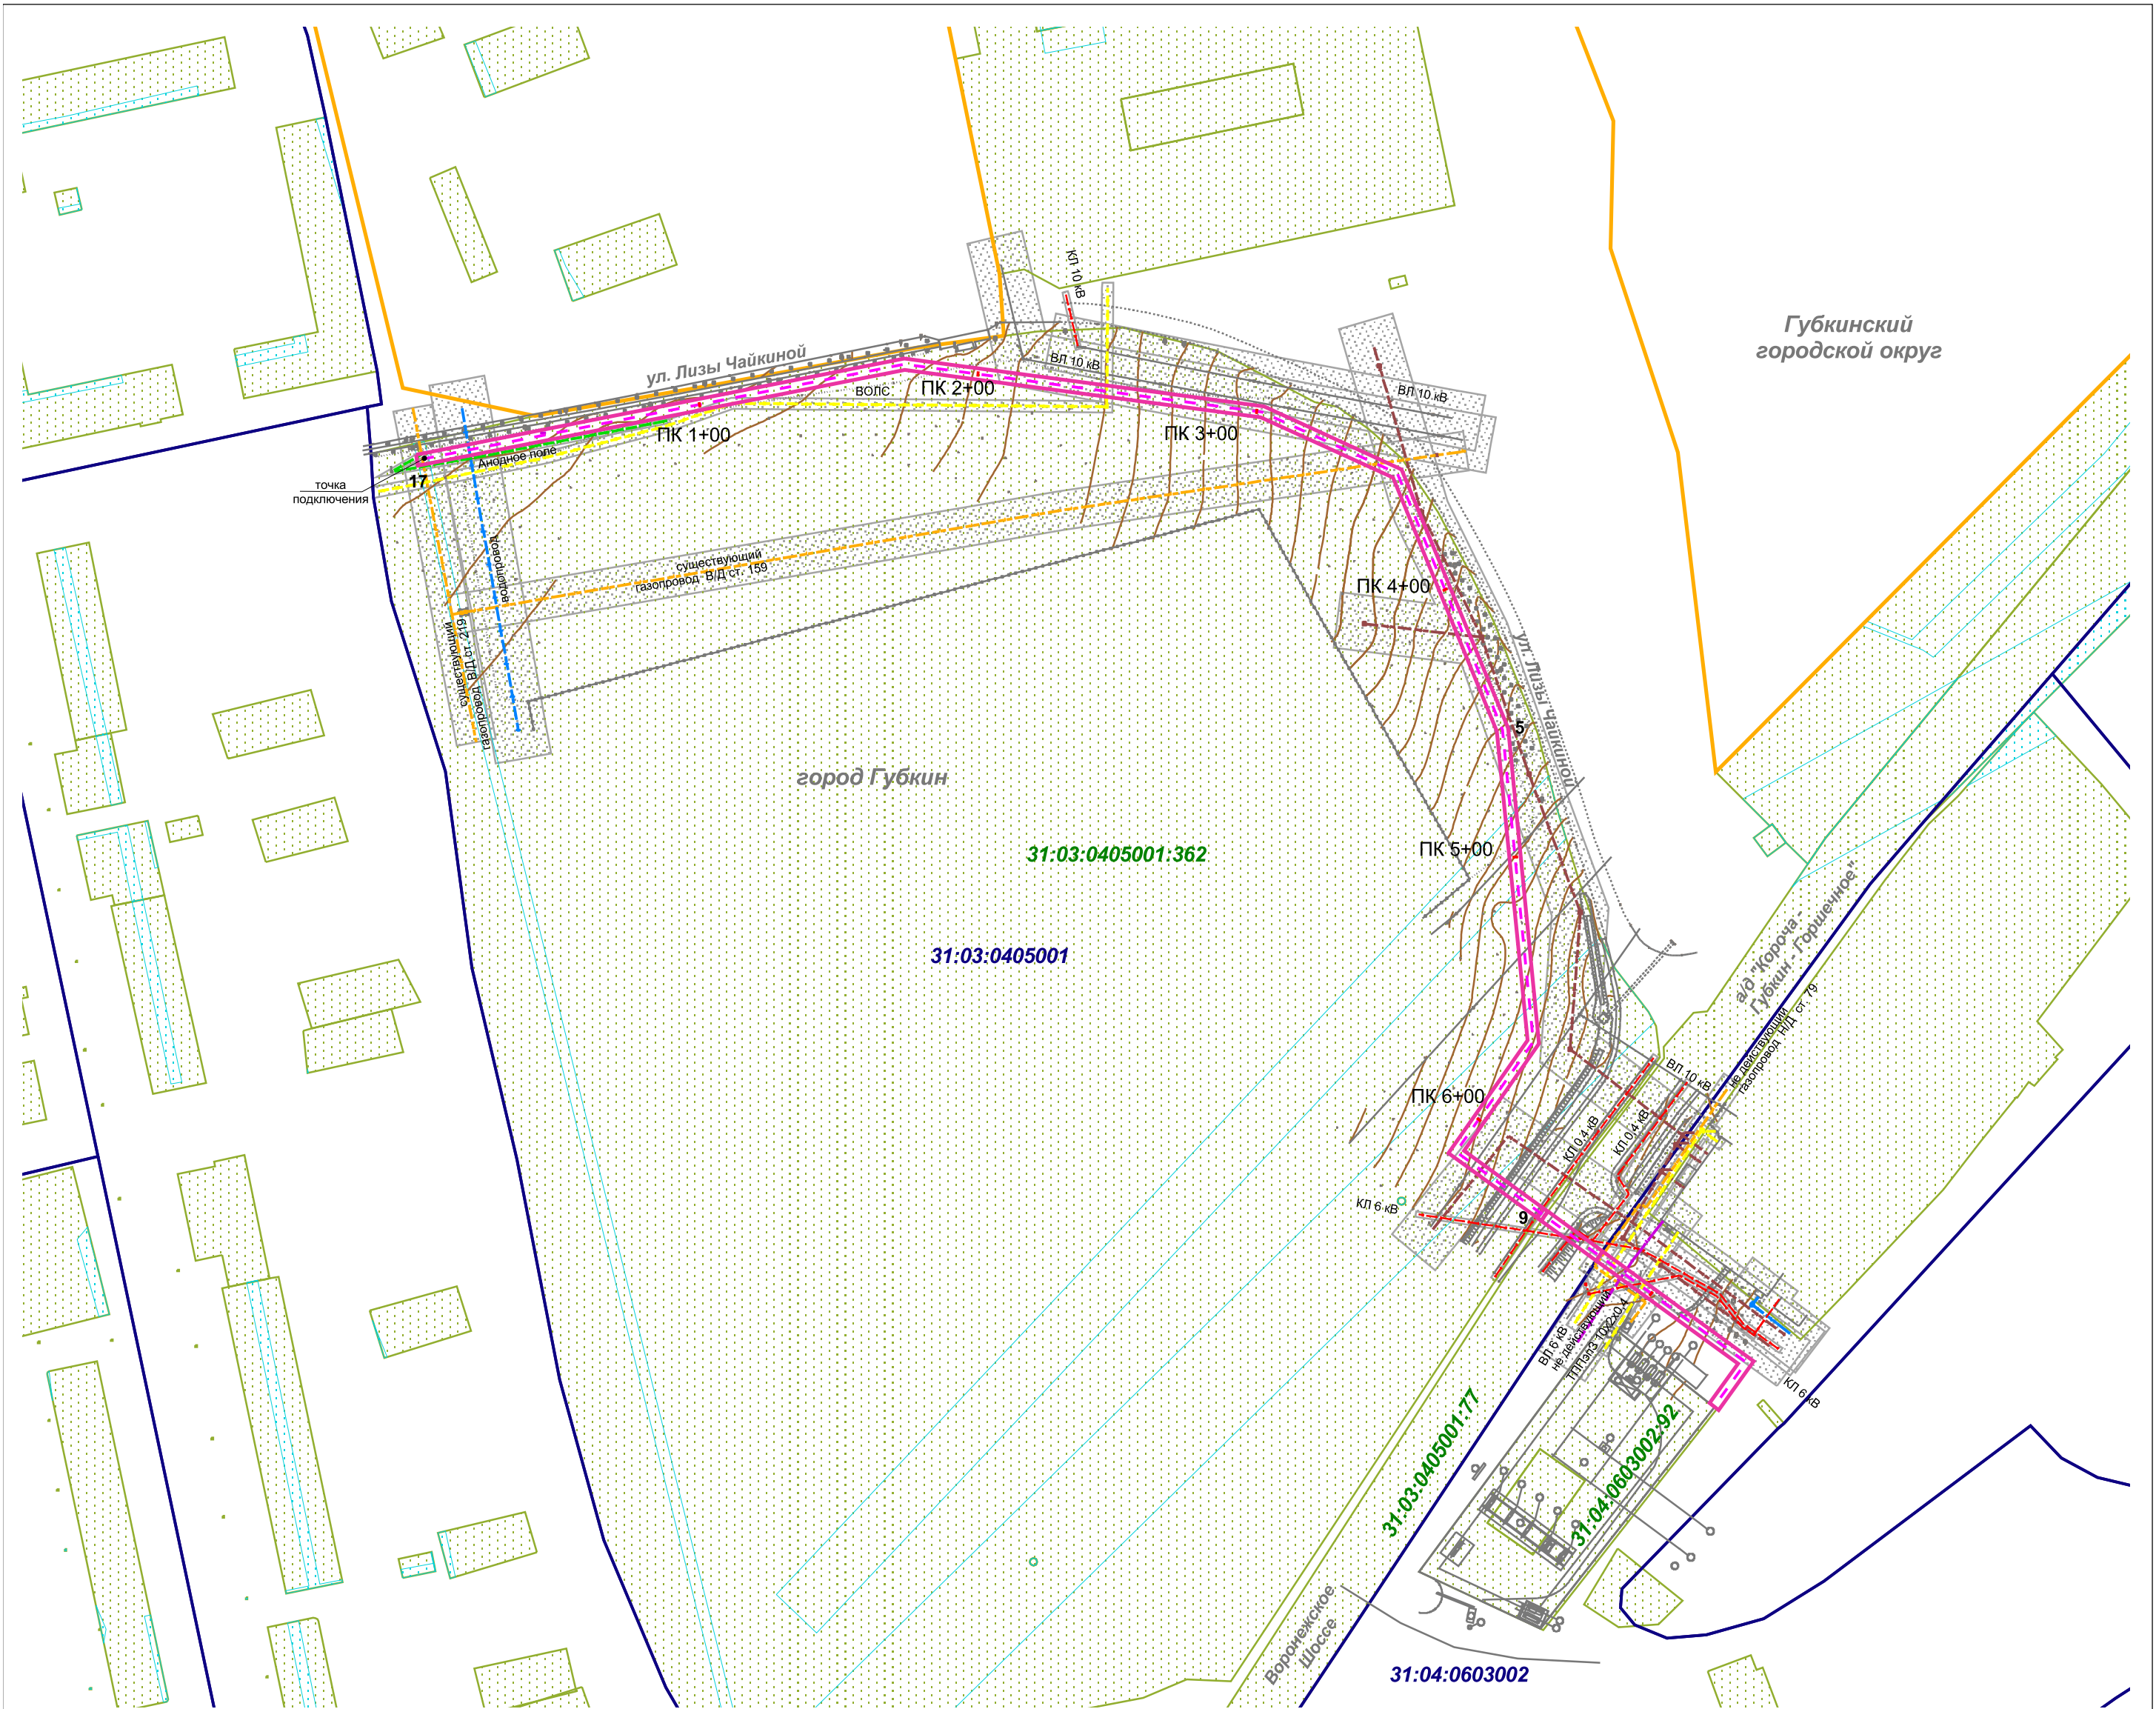 Губкинский
городской округ
КЛ 10 кВ
ул. Лизы Чайкиной
ВЛ 10 кВ
ВОЛС
ПК 2+00
ВЛ 10 кВ
ПК 1+00
ПК 3+00
Анодное поле
17
точка
подключения
водопровод
существующий
газопровод В/Д ст. 159
ПК 4+00
существующий
газопровод В/Д ст. 219
ул. Лизы Чайкиной
5
город Губкин
31:03:0405001:362
ПК 5+00
31:03:0405001
а/д "Короча -
Губкин - Горшечное"
не действующий
газопровод Н/Д ст. 79
ВЛ 10 кВ
ПК 6+00
КЛ 0,4 кВ
КЛ 0,4 кВ
КЛ 6 кВ
9
ВЛ 6 кВ
не действующий
ТППэпЗ 10х2х0.4
КЛ 6 кВ
31:03:0405001:77
31:04:0603002:92
Воронежское
Шоссе
31:04:0603002